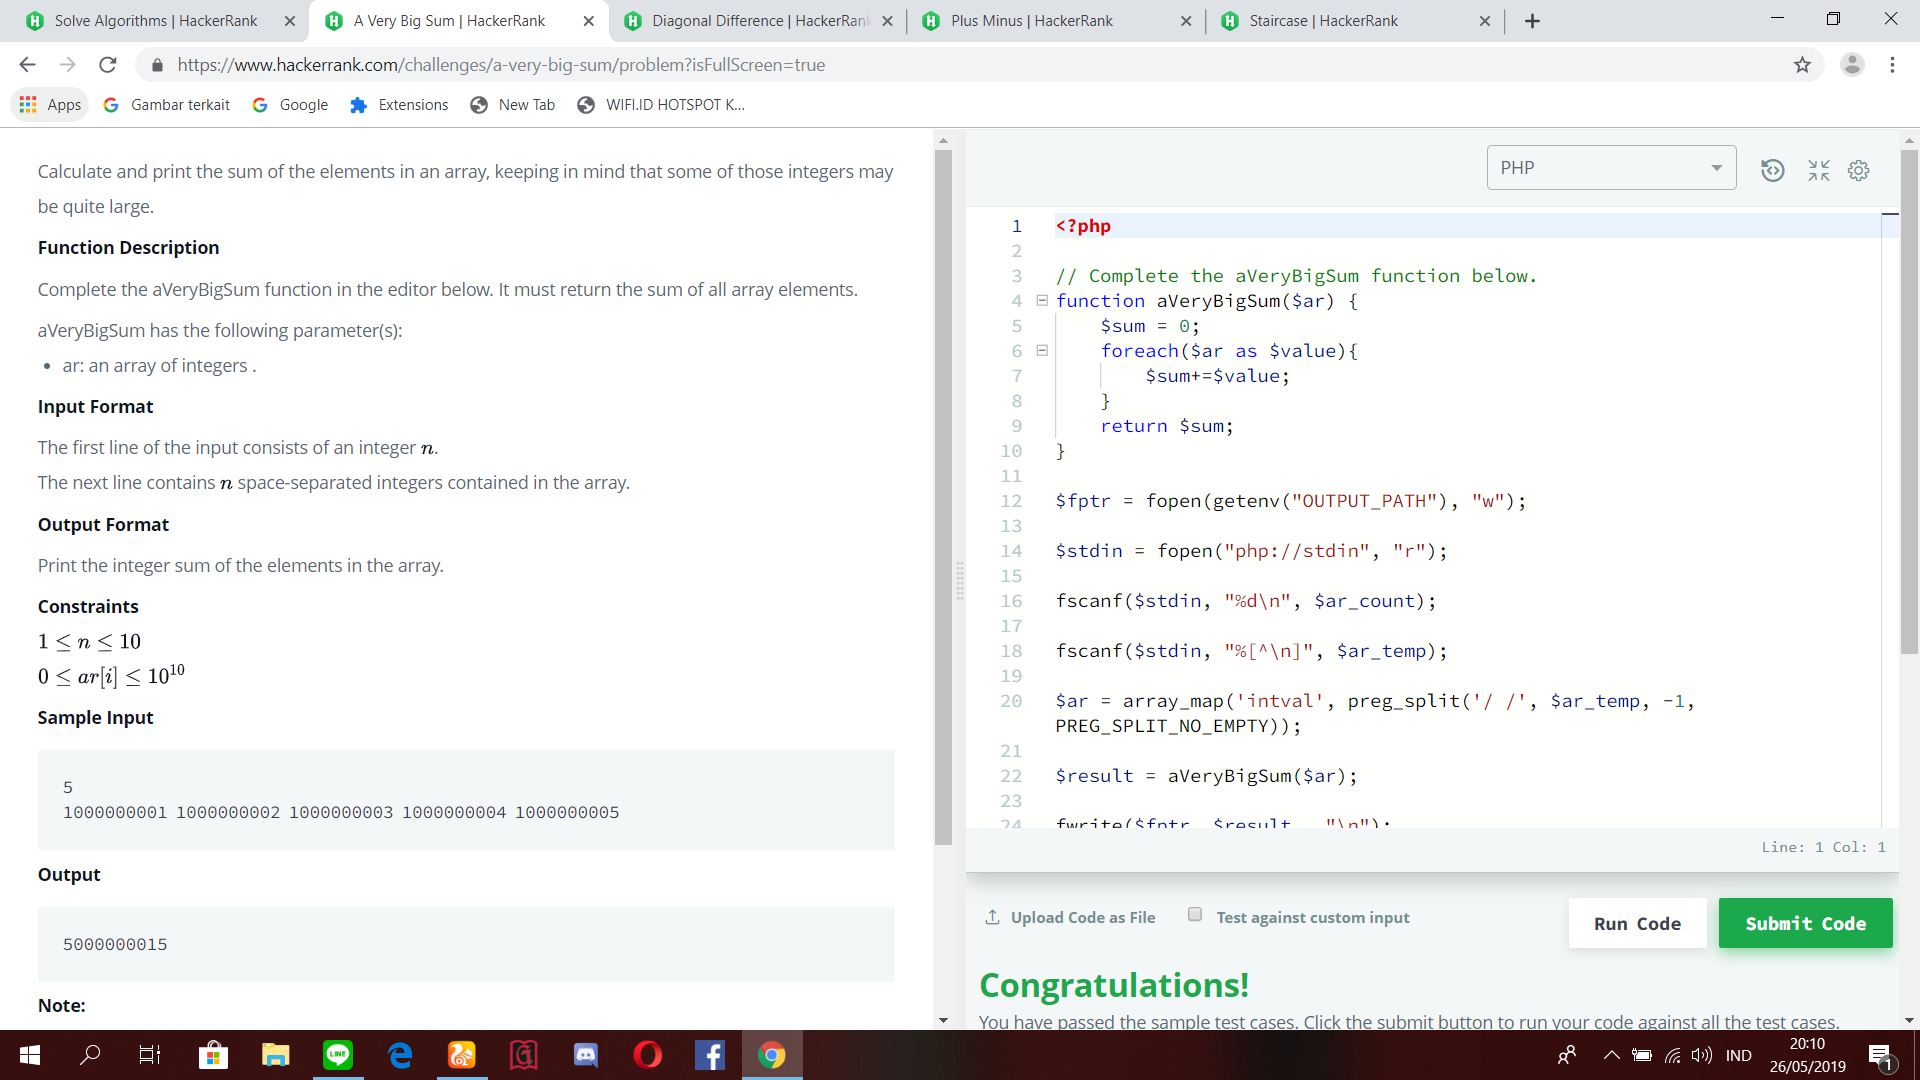 Solve Algorithms | HackerRank
A Very Big Sum | HackerRank
Diagonal Difference | HackerRank
Plus Minus | HackerRank
Staircase | HackerRank
https://www.hackerrank.com/challenges/a-very-big-sum/problem?isFullScreen=true
Apps
Gambar terkait
Google
Extensions
New Tab
WIFI.ID HOTSPOT K...
Calculate and print the sum of the elements in an array, keeping in mind that some of those integers may
be quite large.
Function Description
Complete the aVeryBigSum function in the editor below. It must return the sum of all array elements.
aVeryBigSum has the following parameter(s):
• ar: an array of integers .
Input Format
The first line of the input consists of an integer n.
The next line contains n space-separated integers contained in the array.
Output Format
Print the integer sum of the elements in the array.
Constraints
1 ≤ n ≤ 10
0 ≤ ar[i] ≤ 10^10
Sample Input
5
1000000001 1000000002 1000000003 1000000004 1000000005
Output
5000000015
Note:
PHP
1 <?php
2
3 // Complete the aVeryBigSum function below.
4 function aVeryBigSum($ar) {
5 $sum = 0;
6 foreach($ar as $value){
7 $sum+=$value;
8 }
9 return $sum;
10 }
11
12 $fptr = fopen(getenv("OUTPUT_PATH"), "w");
13
14 $stdin = fopen("php://stdin", "r");
15
16 fscanf($stdin, "%d\n", $ar_count);
17
18 fscanf($stdin, "%[^\n]", $ar_temp);
19
20 $ar = array_map('intval', preg_split('/ /', $ar_temp, -1,
PREG_SPLIT_NO_EMPTY));
21
22 $result = aVeryBigSum($ar);
23
24 fwrite($fptr, $result . "\n");
Line: 1 Col: 1
Upload Code as File
Test against custom input
Run Code
Submit Code
Congratulations!
You have passed the sample test cases. Click the submit button to run your code against all the test cases.
LINE
IND
20:10
26/05/2019
1